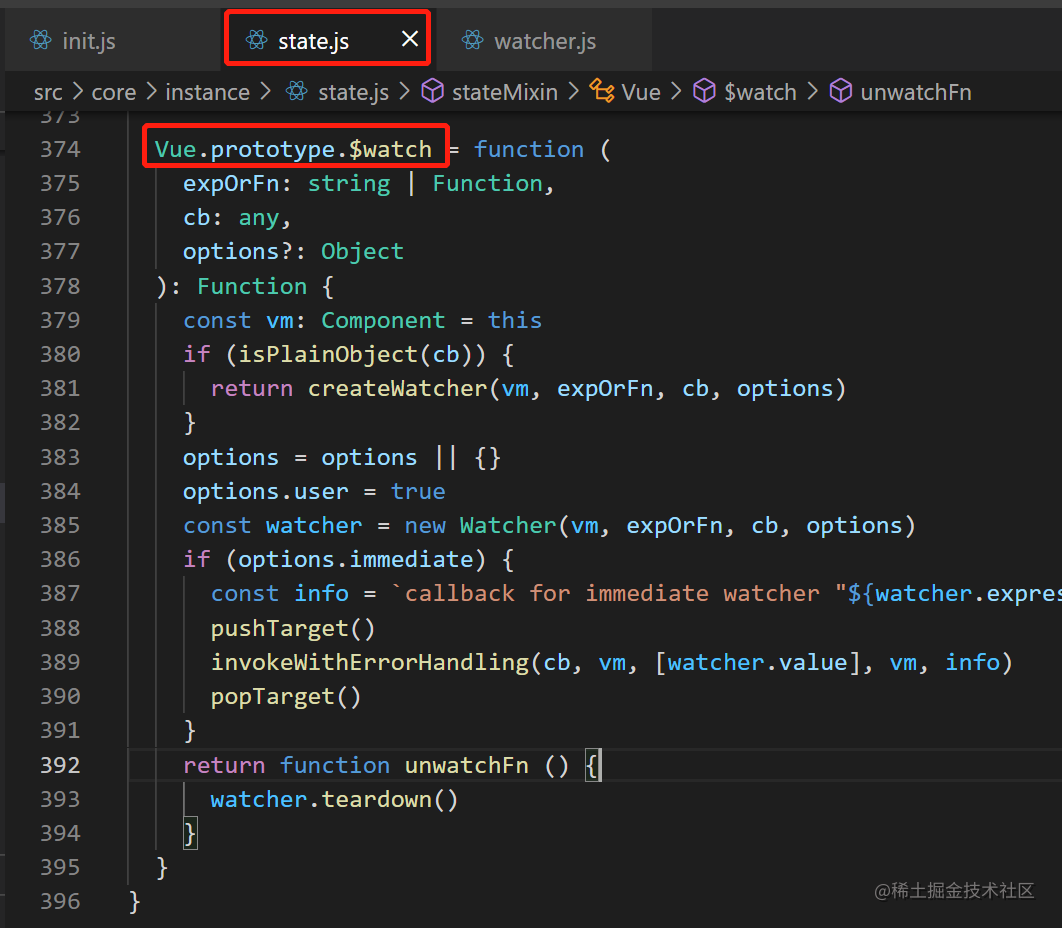 init.js state.js × watcher.js
src > core > instance > state.js > stateMixin > Vue > $watch > unwatchFn
373
374 Vue.prototype.$watch = function (
375 expOrFn: string | Function,
376 cb: any,
377 options?: Object
378 ): Function {
379 const vm: Component = this
380 if (isPlainObject(cb)) {
381 return createWatcher(vm, expOrFn, cb, options)
382 }
383 options = options || {}
384 options.user = true
385 const watcher = new Watcher(vm, expOrFn, cb, options)
386 if (options.immediate) {
387 const info = `callback for immediate watcher "${watcher.expres
388 pushTarget()
389 invokeWithErrorHandling(cb, vm, [watcher.value], vm, info)
390 popTarget()
391 }
392 return function unwatchFn () {
393 watcher.teardown()
394 }
395 }
396 }
@稀土掘金技术社区